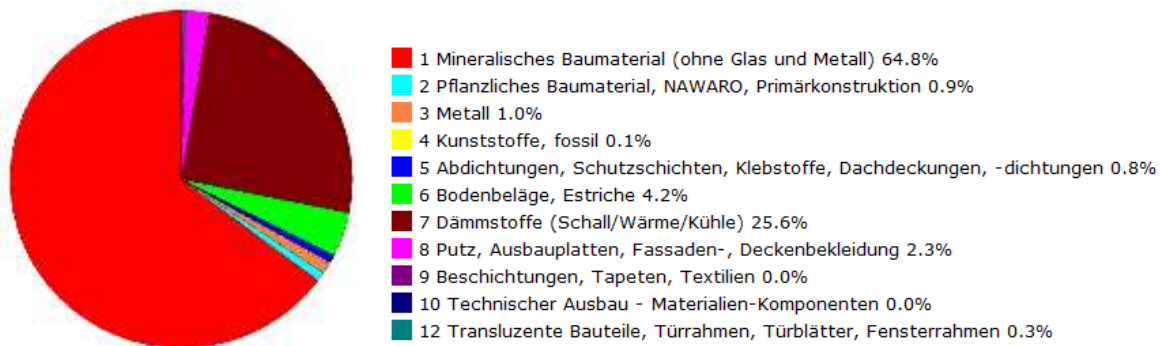 1 Mineralisches Baumaterial (ohne Glas und Metall) 64.8%
2 Pflanzliches Baumaterial, NAWARO, Primärkonstruktion 0.9%
3 Metall 1.0%
4 Kunststoffe, fossil 0.1%
5 Abdichtungen, Schutzschichten, Klebstoffe, Dachdeckungen, -dichtungen 0.8%
6 Bodenbeläge, Estriche 4.2%
7 Dämmstoffe (Schall/Wärme/Kühle) 25.6%
8 Putz, Ausbauplatten, Fassaden-, Deckenbekleidung 2.3%
9 Beschichtungen, Tapeten, Textilien 0.0%
10 Technischer Ausbau - Materialien-Komponenten 0.0%
12 Transluzente Bauteile, Türrahmen, Türblätter, Fensterrahmen 0.3%